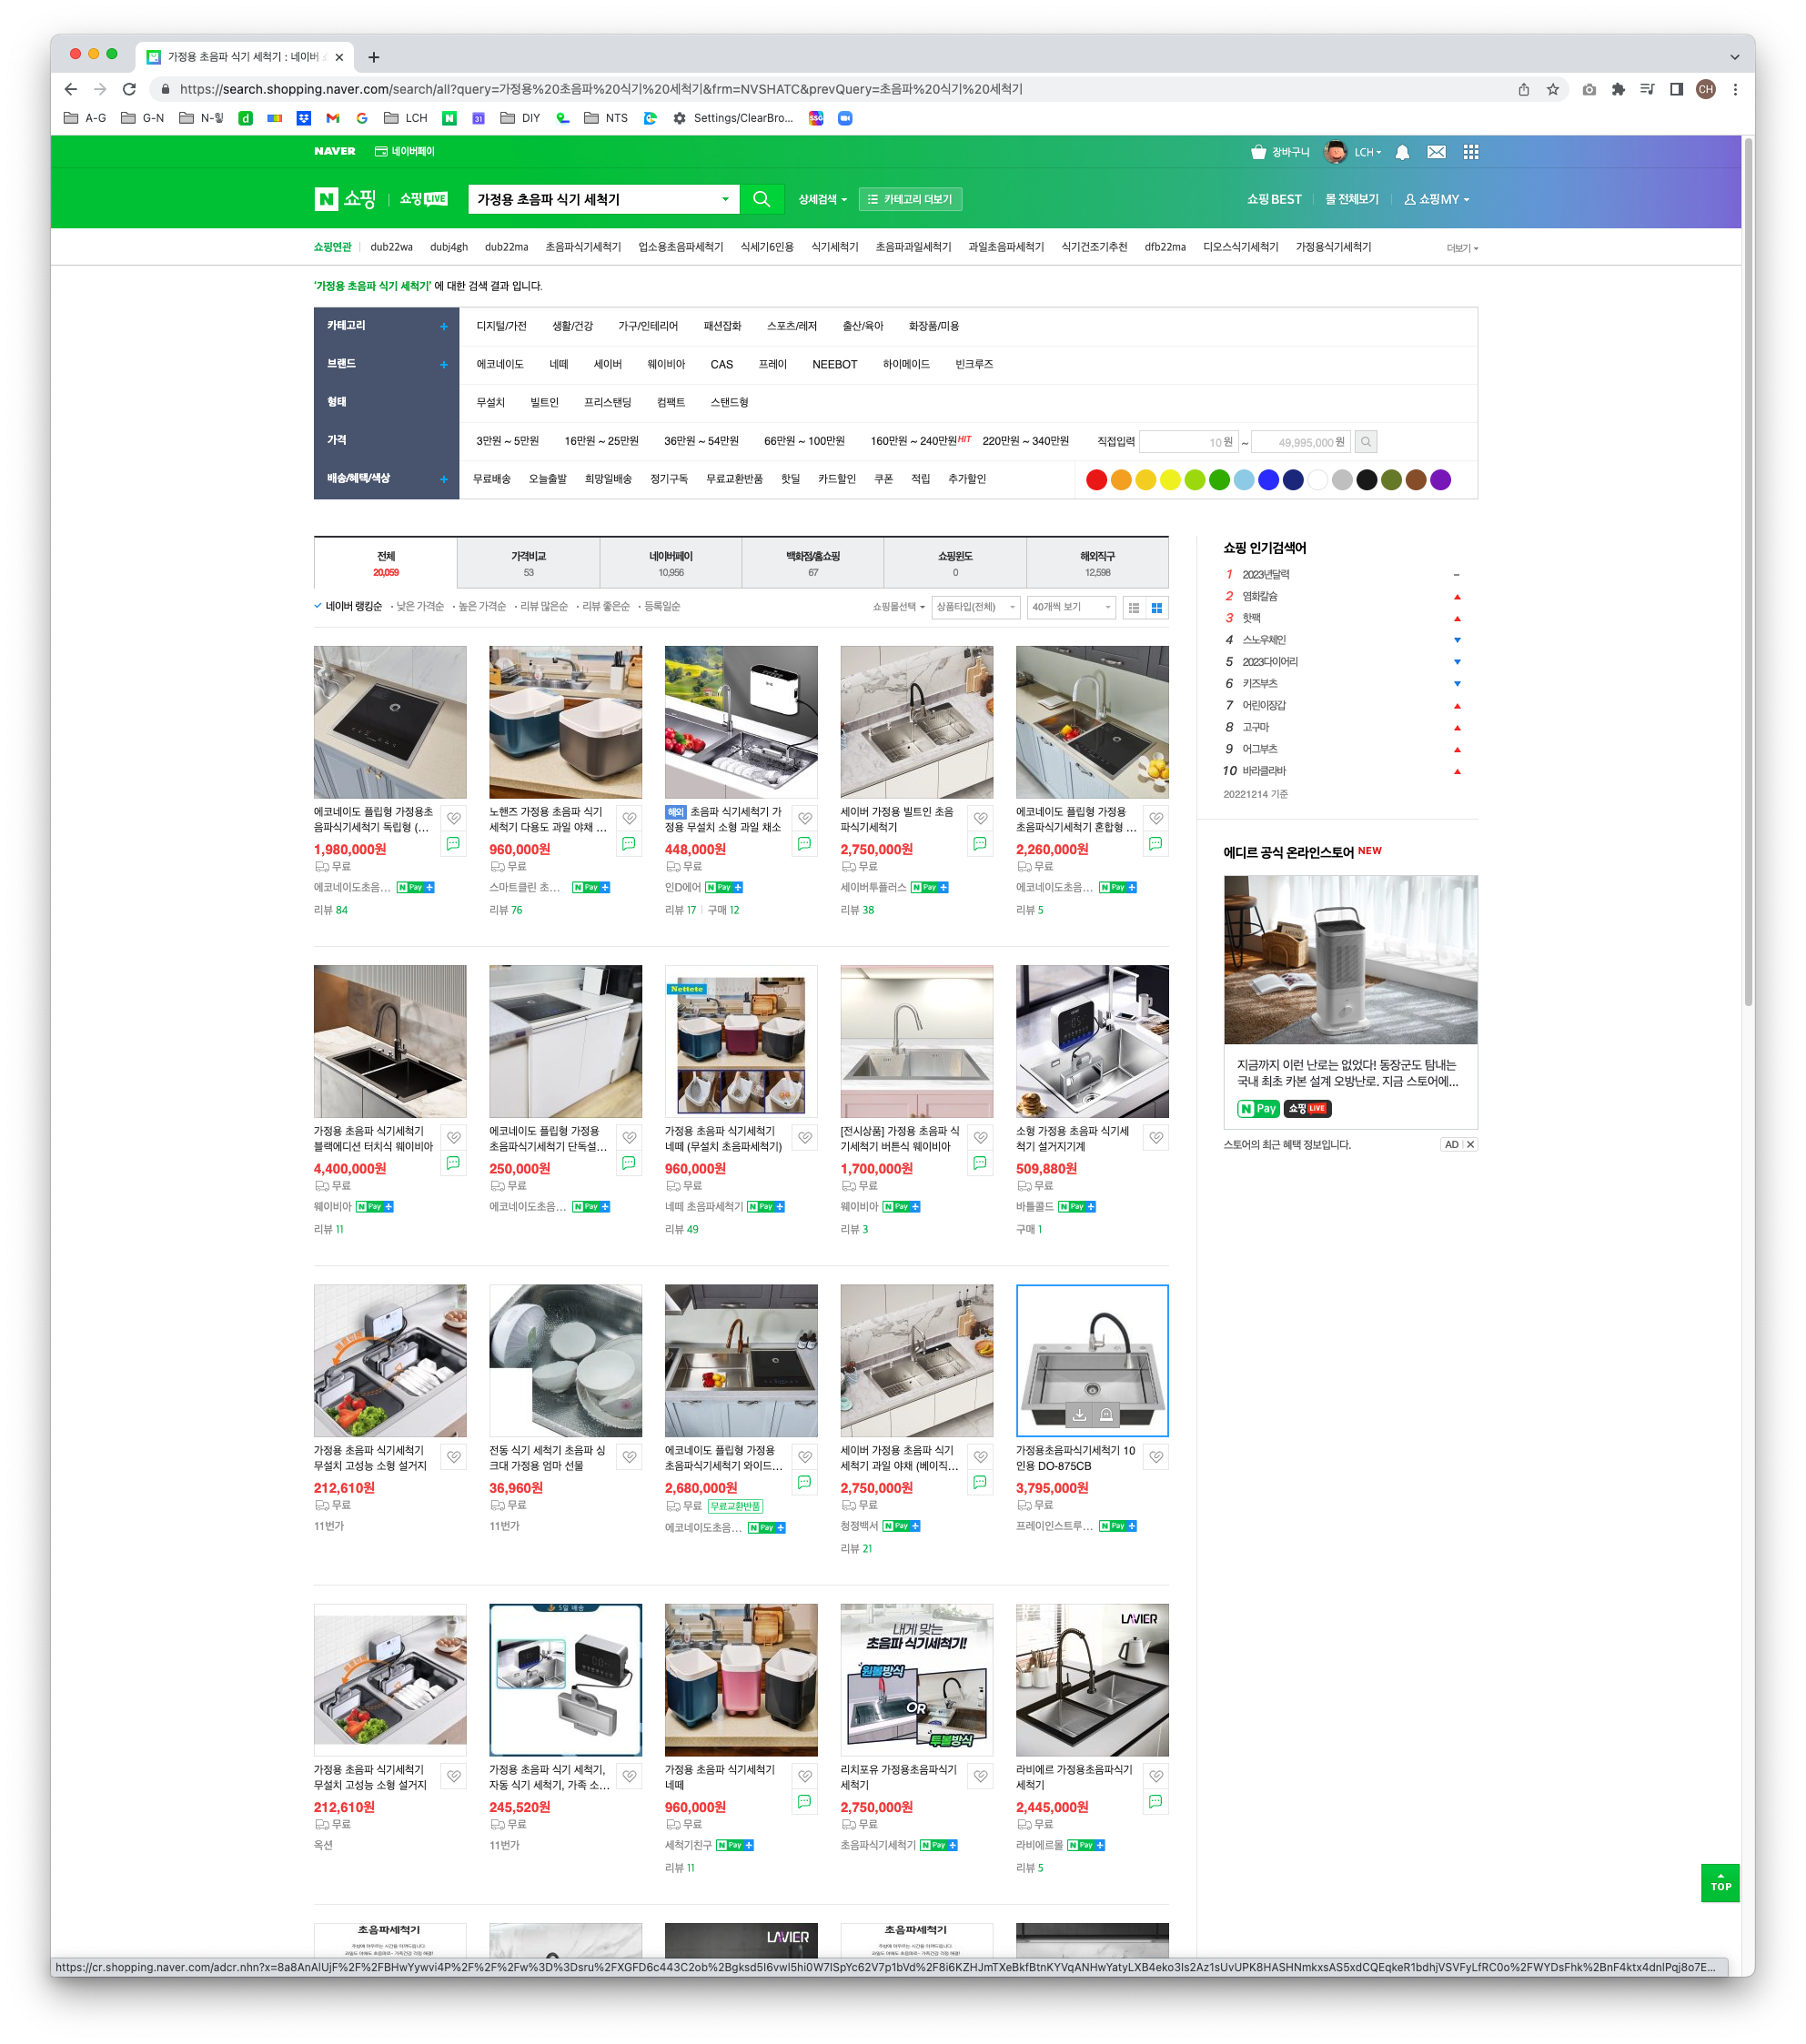 가정용 초음파 식기 세척기 : 네이버
https://search.shopping.naver.com/search/all?query=가정용%20초음파%20식기%20세척기&frm=NVSHATC&prevQuery=초음파%20식기%20세척기
CH
A-G G-N N-힣 LCH 31 DIY NTS Settings/ClearBro... SSG
NAVER 네이버페이 장바구니 LCH
N 쇼핑 쇼핑LIVE 가정용 초음파 식기 세척기 상세검색 카테고리 더보기 쇼핑 BEST 몰 전체보기 쇼핑MY
쇼핑연관 dub22wa dubj4gh dub22ma 초음파식기세척기 업소용초음파세척기 식세기6인용 식기세척기 초음파과일세척기 과일초음파세척기 식기건조기추천 dfb22ma 디오스식기세척기 가정용식기세척기 더보기
'가정용 초음파 식기 세척기' 에 대한 검색 결과 입니다.
카테고리 + 디지털/가전 생활/건강 가구/인테리어 패션잡화 스포츠/레저 출산/육아 화장품/미용
브랜드 + 에코네이도 네떼 세이버 웨이비아 CAS 프레이 NEEBOT 하이메이드 빈크루즈
형태 무설치 빌트인 프리스탠딩 컴팩트 스탠드형
가격 3만원 ~ 5만원 16만원 ~ 25만원 36만원 ~ 54만원 66만원 ~ 100만원 160만원 ~ 240만원HIT 220만원 ~ 340만원 직접입력 10 원 ~ 49,995,000 원
배송/혜택/색상 + 무료배송 오늘출발 희망일배송 정기구독 무료교환반품 핫딜 카드할인 쿠폰 적립 추가할인
전체 가격비교 네이버페이 백화점/홈쇼핑 쇼핑윈도 해외직구
20,059 53 10,956 67 0 12,598
네이버 랭킹순 · 낮은 가격순 · 높은 가격순 · 리뷰 많은순 · 리뷰 좋은순 · 등록일순 쇼핑몰선택 상품타입(전체) 40개씩 보기
에코네이도 플립형 가정용초
음파식기세척기 독립형 (...
1,980,000원
무료
에코네이도초음... N Pay +
리뷰 84
노핸즈 가정용 초음파 식기
세척기 다용도 과일 야채 ...
960,000원
무료
스마트클린 초... N Pay +
리뷰 76
해외 초음파 식기세척기 가
정용 무설치 소형 과일 채소
448,000원
무료
인D에어 N Pay +
리뷰 17 구매 12
세이버 가정용 빌트인 초음
파식기세척기
2,750,000원
무료
세이버투플러스 N Pay +
리뷰 38
에코네이도 플립형 가정용
초음파식기세척기 혼합형 ...
2,260,000원
무료
에코네이도초음... N Pay +
리뷰 5
가정용 초음파 식기세척기
블랙에디션 터치식 웨이비아
4,400,000원
무료
웨이비아 N Pay +
리뷰 11
에코네이도 플립형 가정용
초음파식기세척기 단독설...
250,000원
무료
에코네이도초음... N Pay +
Nettete
가정용 초음파 식기세척기
네떼 (무설치 초음파세척기)
960,000원
무료
네떼 초음파세척기 N Pay +
리뷰 49
[전시상품] 가정용 초음파 식
기세척기 버튼식 웨이비아
1,700,000원
무료
웨이비아 N Pay +
리뷰 3
소형 가정용 초음파 식기세
척기 설거지기계
509,880원
무료
바틀콜드 N Pay +
구매 1
가정용 초음파 식기세척기
무설치 고성능 소형 설거지
212,610원
무료
11번가
전동 식기 세척기 초음파 싱
크대 가정용 엄마 선물
36,960원
무료
11번가
에코네이도 플립형 가정용
초음파식기세척기 와이드...
2,680,000원
무료 무료교환반품
에코네이도초음... N Pay +
세이버 가정용 초음파 식기
세척기 과일 야채 (베이직...
2,750,000원
무료
청정백서 N Pay +
리뷰 21
가정용초음파식기세척기 10
인용 DO-875CB
3,795,000원
무료
프레이인스트루... N Pay +
가정용 초음파 식기세척기
무설치 고성능 소형 설거지
212,610원
무료
옥션
5일 배송
가정용 초음파 식기 세척기,
자동 식기 세척기, 가족 소...
245,520원
무료
11번가
가정용 초음파 식기세척기
네떼
960,000원
무료
세척기친구 N Pay +
리뷰 11
내게 맞는
초음파 식기세척기!
원볼방식
OR
투볼방식
리치포유 가정용초음파식기
세척기
2,750,000원
무료
초음파식기세척기 N Pay +
LAVIER
라비에르 가정용초음파식기
세척기
2,445,000원
무료
라비에르몰 N Pay +
리뷰 5
초음파세척기
LAVIER
초음파세척기
쇼핑 인기검색어
1 2023년달력
2 염화칼슘
3 핫팩
4 스노우체인
5 2023다이어리
6 키즈부츠
7 어린이장갑
8 고구마
9 어그부츠
10 바라클라바
20221214 기준
에디르 공식 온라인스토어 NEW
지금까지 이런 난로는 없었다! 동장군도 탐내는
국내 최초 카본 설계 오방난로. 지금 스토어에...
N Pay 쇼핑LIVE
스토어의 최근 혜택 정보입니다. AD
TOP